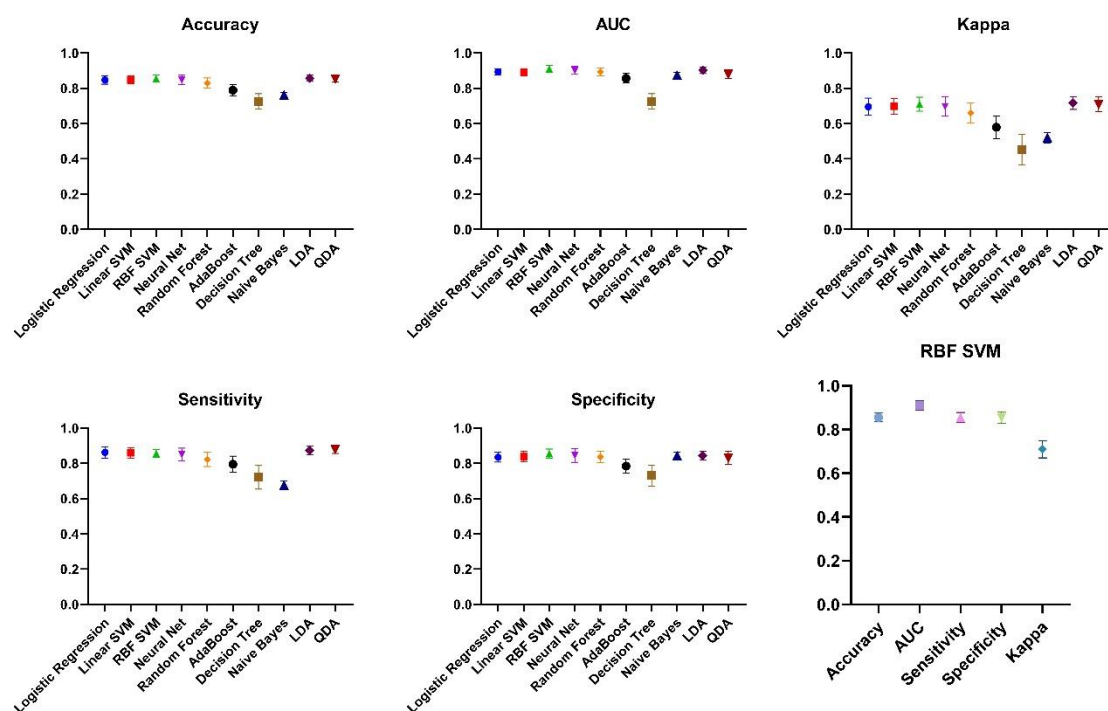 Accuracy
1.0
0.8
0.6
0.4
0.2
0.0
Logistic Regression
Linear SVM
RBF SVM
Neural Net
Random Forest
AdaBoost
Decision Tree
Naive Bayes
LDA
QDA
AUC
1.0
0.8
0.6
0.4
0.2
0.0
Logistic Regression
Linear SVM
RBF SVM
Neural Net
Random Forest
AdaBoost
Decision Tree
Naive Bayes
LDA
QDA
Kappa
1.0
0.8
0.6
0.4
0.2
0.0
Logistic Regression
Linear SVM
RBF SVM
Neural Net
Random Forest
AdaBoost
Decision Tree
Naive Bayes
LDA
QDA
Sensitivity
1.0
0.8
0.6
0.4
0.2
0.0
Logistic Regression
Linear SVM
RBF SVM
Neural Net
Random Forest
AdaBoost
Decision Tree
Naive Bayes
LDA
QDA
Specificity
1.0
0.8
0.6
0.4
0.2
0.0
Logistic Regression
Linear SVM
RBF SVM
Neural Net
Random Forest
AdaBoost
Decision Tree
Naive Bayes
LDA
QDA
RBF SVM
1.0
0.8
0.6
0.4
0.2
0.0
Accuracy
AUC
Sensitivity
Specificity
Kappa